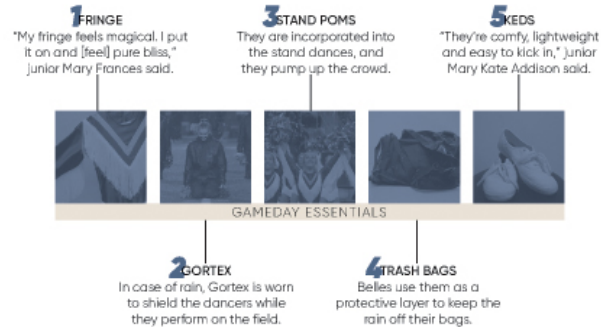 1 FRINGE
"My fringe feels magical. I put
it on and [feel] pure bliss,"
junior Mary Frances said.
3 STAND POMS
They are incorporated into
the stand dances, and
they pump up the crowd.
5 KEDS
"They're comfy, lightweight
and easy to kick in," junior
Mary Kate Addison said.
GAMEDAY ESSENTIALS
2 GORTEX
In case of rain, Gortex is worn
to shield the dancers while
they perform on the field.
4 TRASH BAGS
Belles use them as a
protective layer to keep the
rain off their bags.